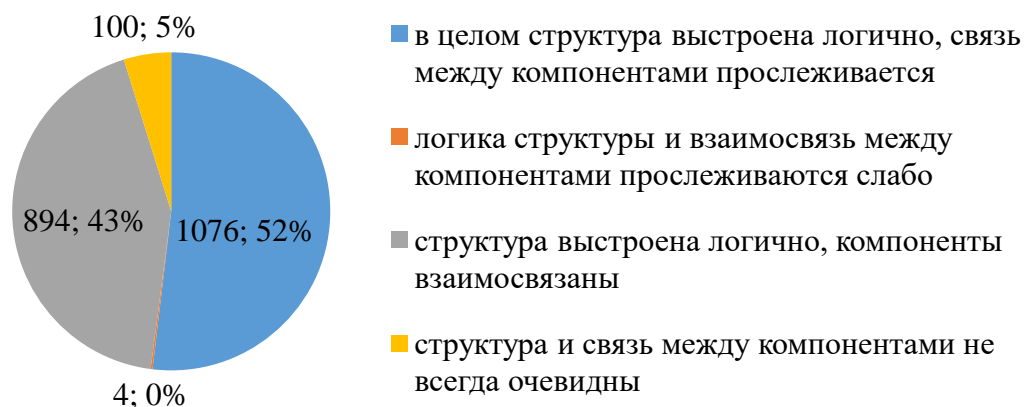 100; 5%
894; 43%
1076; 52%
4; 0%
в целом структура выстроена логично, связь
между компонентами прослеживается
логика структуры и взаимосвязь между
компонентами прослеживаются слабо
структура выстроена логично, компоненты
взаимосвязаны
структура и связь между компонентами не
всегда очевидны